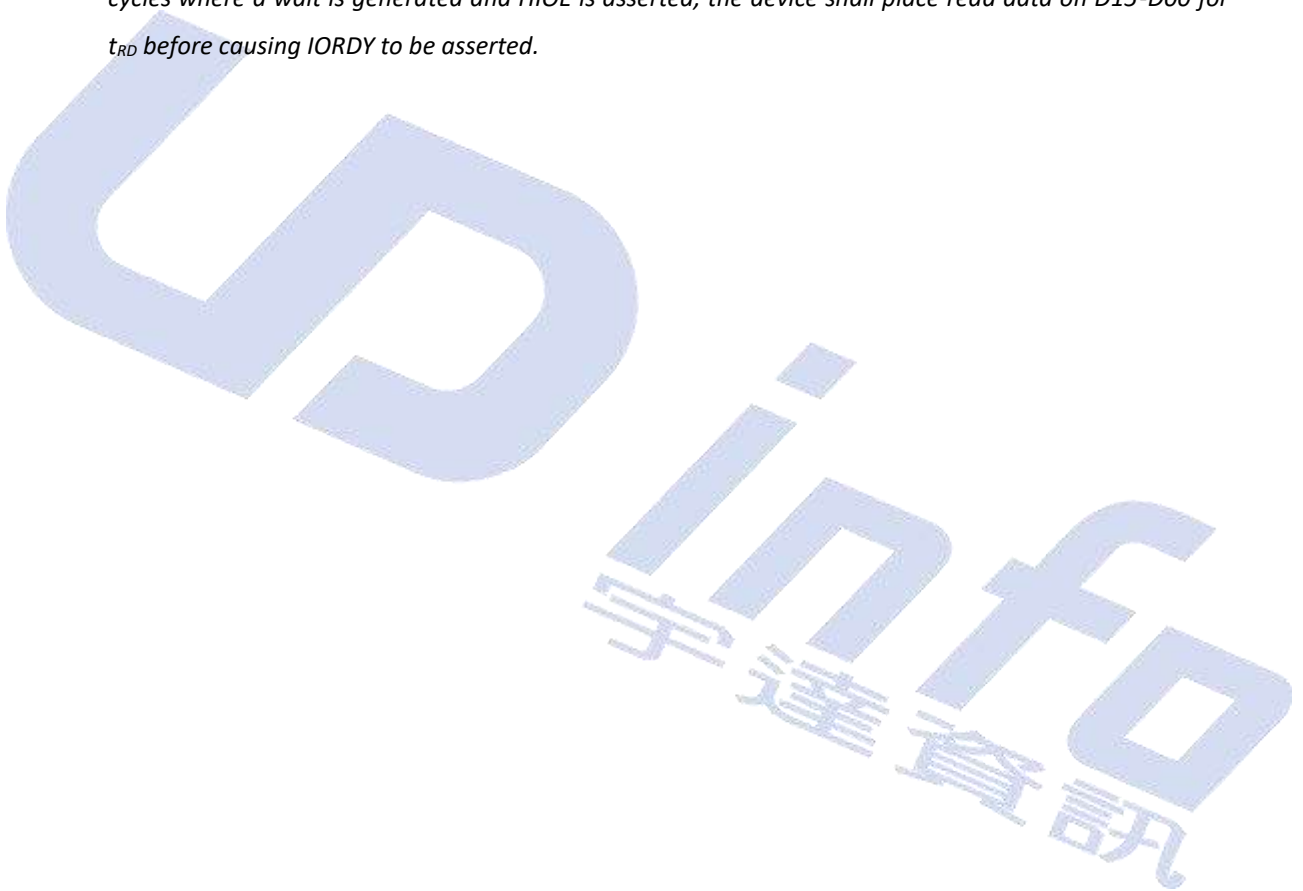 cycles where a wait is generated and HIOE is asserted, the device shall place read data on D15-D00 for
tRD before causing IORDY to be asserted.
info
宇達資訊